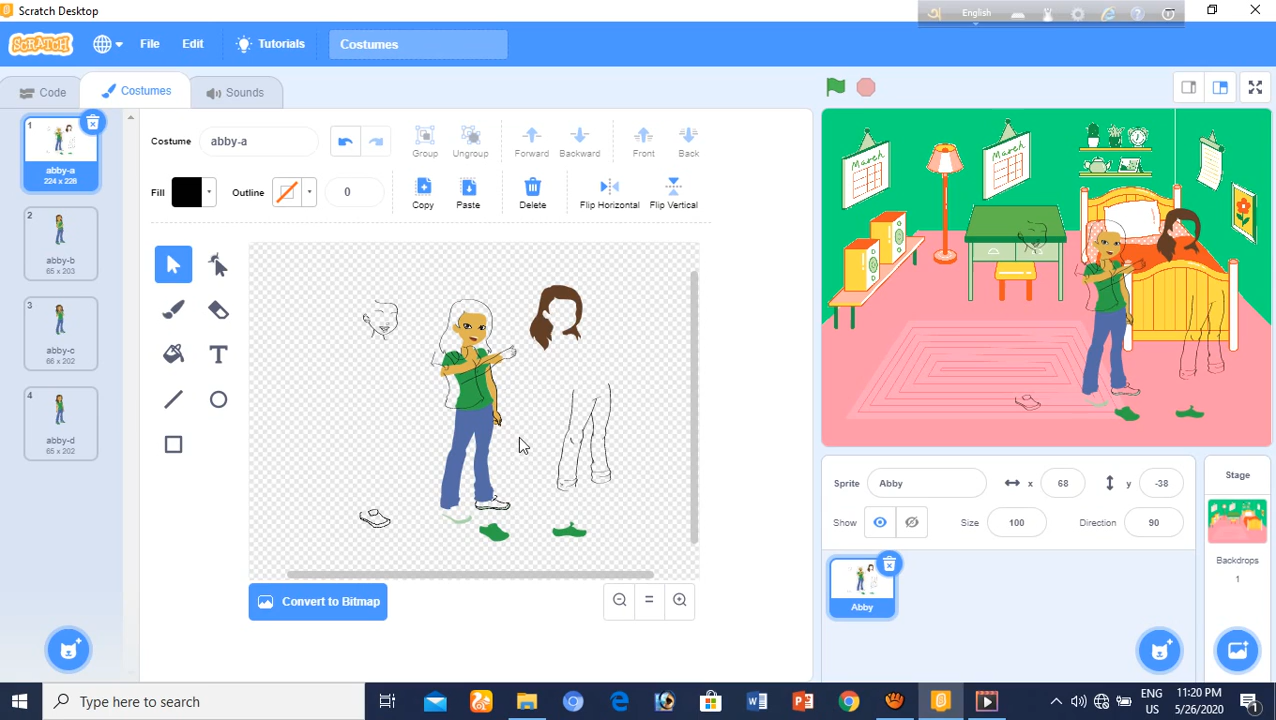 Scratch Desktop
English
SCRATCH
File
Edit
Tutorials
Costumes
Code
Costumes
Sounds
1
abby-a
224 x 228
2
abby-b
65 x 203
3
abby-c
66 x 202
4
abby-d
65 x 202
Costume
abby-a
Group
Ungroup
Forward
Backward
Front
Back
Fill
Outline
0
Copy
Paste
Delete
Flip Horizontal
Flip Vertical
T
Convert to Bitmap
March
March
Sprite
Abby
x
68
y
-38
Show
Size
100
Direction
90
Abby
Stage
Backdrops
1
Type here to search
ENG
US
11:20 PM
5/26/2020
1